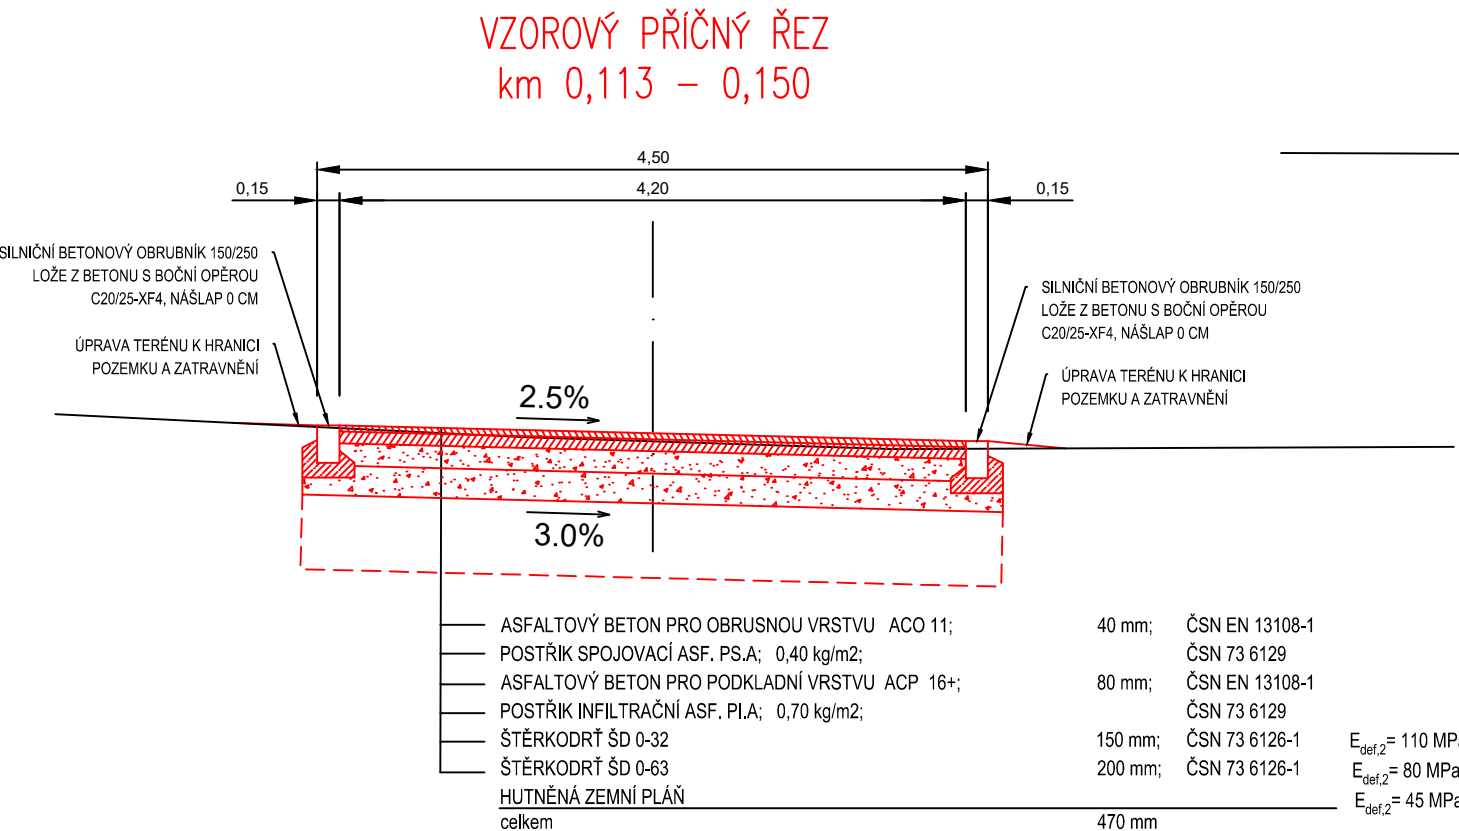 VZOROVÝ PŘÍČNÝ ŘEZ
km 0,113 – 0,150
4,50
0,15
4,20
0,15
SILNIČNÍ BETONOVÝ OBRUBNÍK 150/250
LOŽE Z BETONU S BOČNÍ OPĚROU
C20/25-XF4, NÁŠLAP 0 CM
ÚPRAVA TERÉNU K HRANICI
POZEMKU A ZATRAVNĚNÍ
SILNIČNÍ BETONOVÝ OBRUBNÍK 150/250
LOŽE Z BETONU S BOČNÍ OPĚROU
C20/25-XF4, NÁŠLAP 0 CM
ÚPRAVA TERÉNU K HRANICI
POZEMKU A ZATRAVNĚNÍ
2.5%
3.0%
ASFALTOVÝ BETON PRO OBRUSNOU VRSTVU ACO 11; 40 mm; ČSN EN 13108-1
POSTŘIK SPOJOVACÍ ASF. PS.A; 0,40 kg/m2; ČSN 73 6129
ASFALTOVÝ BETON PRO PODKLADNÍ VRSTVU ACP 16+; 80 mm; ČSN EN 13108-1
POSTŘIK INFILTRAČNÍ ASF. PI.A; 0,70 kg/m2; ČSN 73 6129
ŠTĚRKODRŤ ŠD 0-32 150 mm; ČSN 73 6126-1 Edef,2= 110 MPa
ŠTĚRKODRŤ ŠD 0-63 200 mm; ČSN 73 6126-1 Edef,2= 80 MPa
HUTNĚNÁ ZEMNÍ PLÁŇ Edef,2= 45 MPa
celkem 470 mm